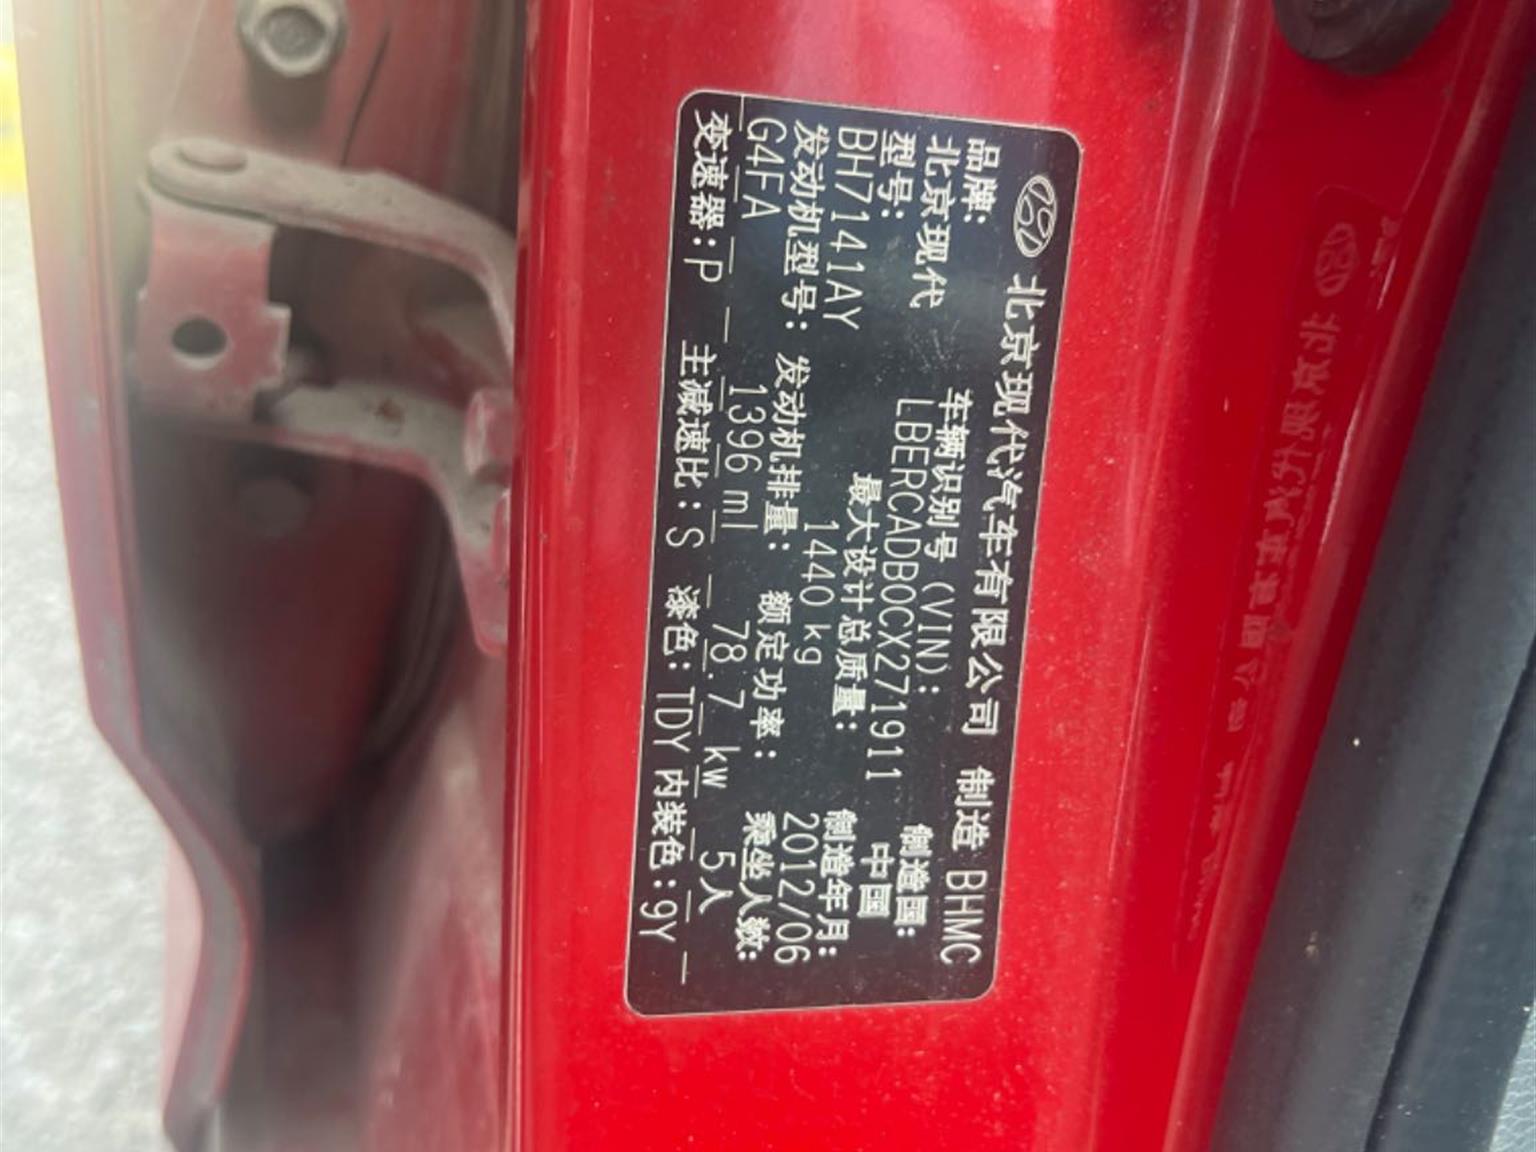 北京现代汽车有限公司 制造 BHMC
品牌: 车辆识别号(VIN): 制造国:
北京现代 LBERCADB0CX271911 中国
型号: 最大设计总质量: 制造年月:
BH7141AY 1440 kg 2012/06
发动机型号: 发动机排量: 额定功率: 乘坐人数:
G4FA 1396 ml 78.7 kw 5人
变速器:P 主减速比:S 漆色:TDY 内装色:9Y